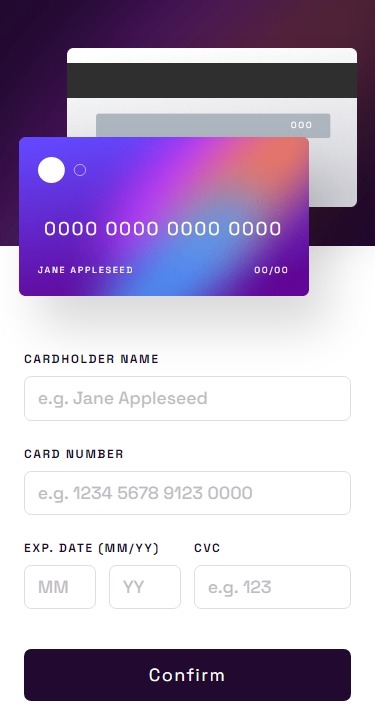 000
0000 0000 0000 0000
JANE APPLESEED 00/00
CARDHOLDER NAME
e.g. Jane Appleseed
CARD NUMBER
e.g. 1234 5678 9123 0000
EXP. DATE (MM/YY) CVC
MM YY e.g. 123
Confirm